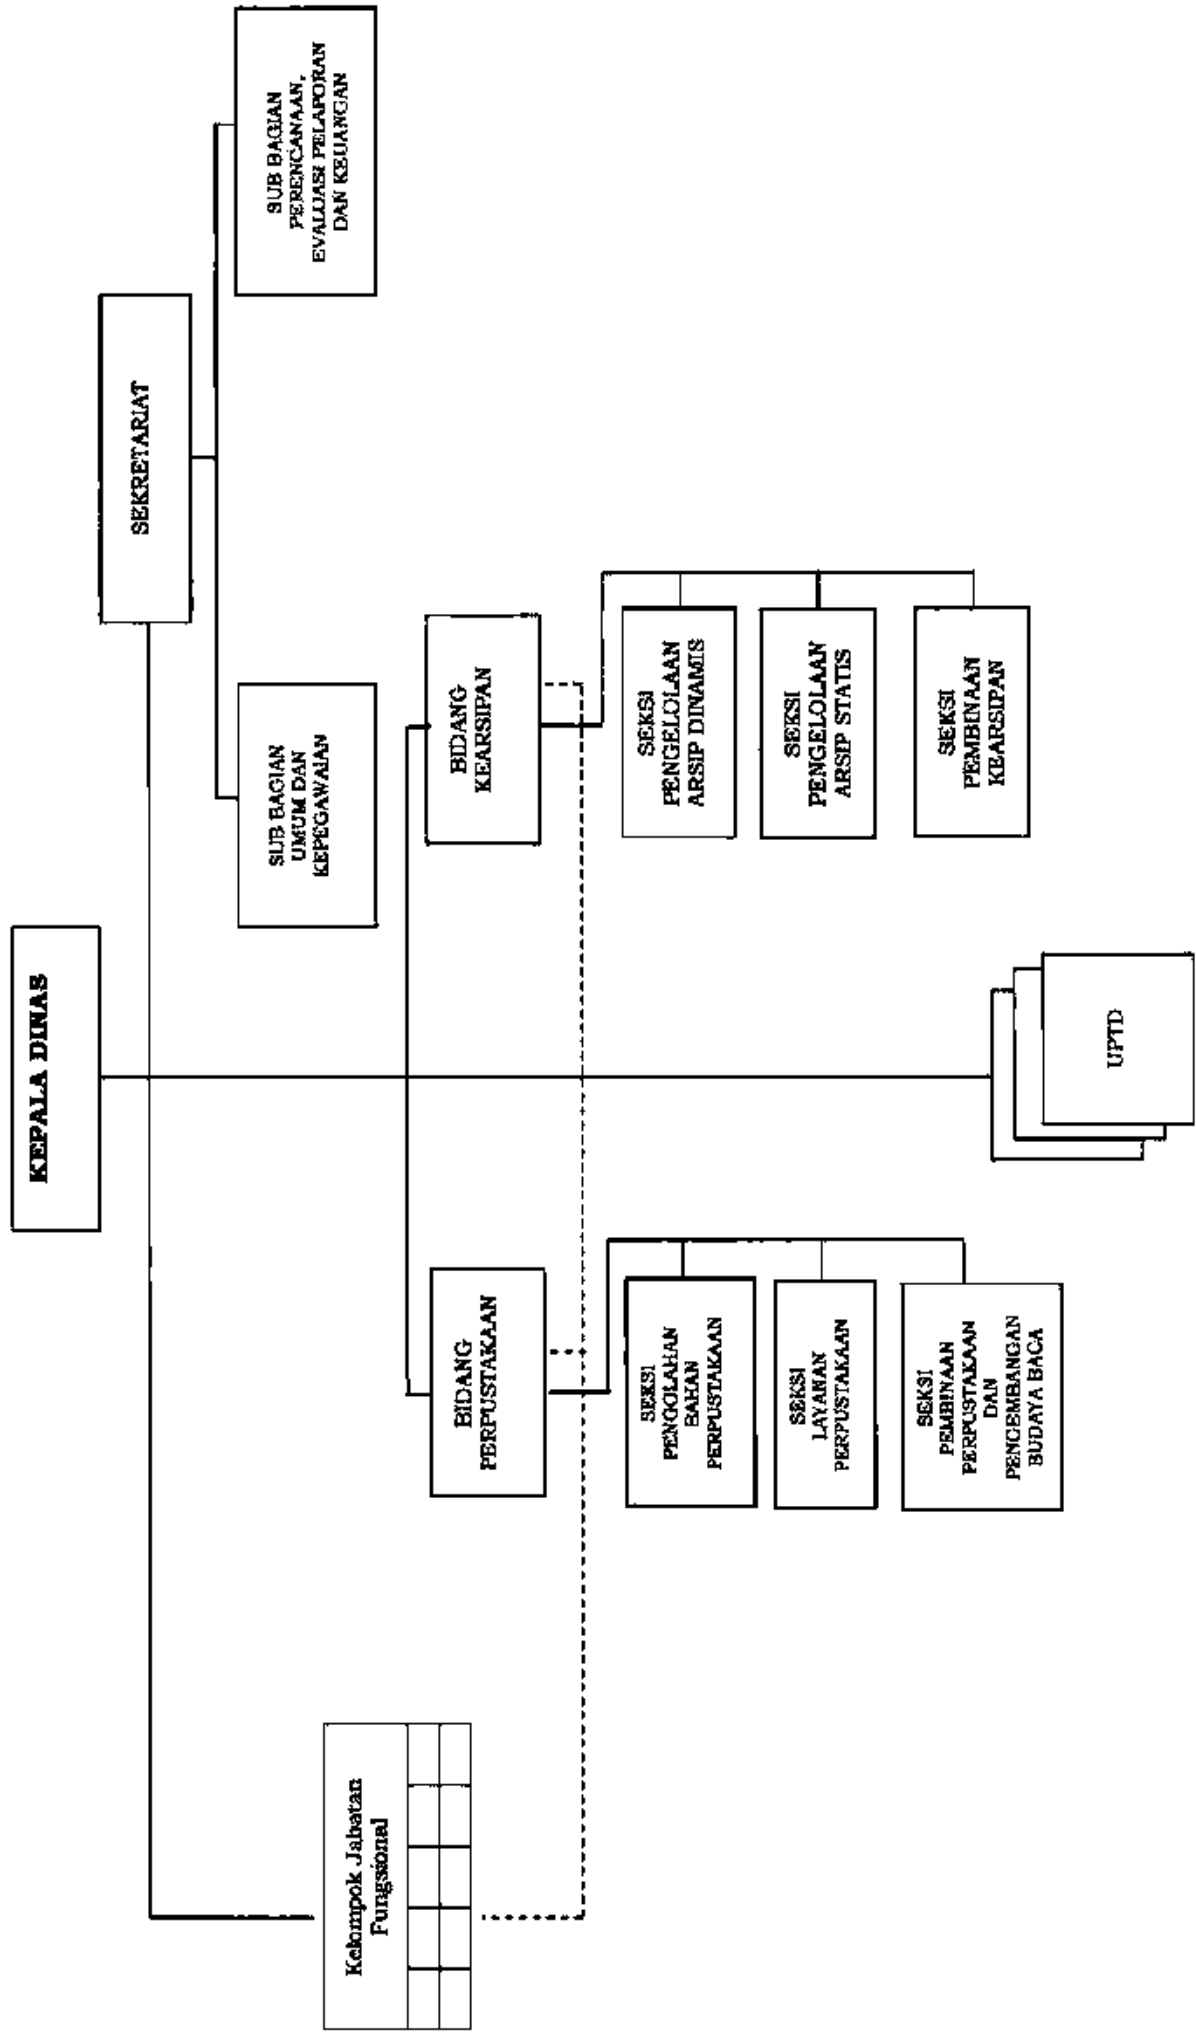 KEPALA DINAS
SEKRETARIAT
Kelompok Jabatan
Fungsional
SUB BAGIAN
UMUM DAN
KEPEGAWAIAN
SUB BAGIAN
PERENCANAAN,
EVALUASI PELAPORAN
DAN KEUANGAN
BIDANG
PERPUSTAKAAN
BIDANG
KEARSIPAN
SEKSI
PENGOLAHAN
BAHAN
PERPUSTAKAAN
SEKSI
LAYANAN
PERPUSTAKAAN
SEKSI
PEMBINAAN
PERPUSTAKAAN
DAN
PENGEMBANGAN
BUDAYA BACA
SEKSI
PENGELOLAAN
ARSIP DINAMIS
SEKSI
PENGELOLAAN
ARSIP STATIS
SEKSI
PEMBINAAN
KEARSIPAN
UPTD